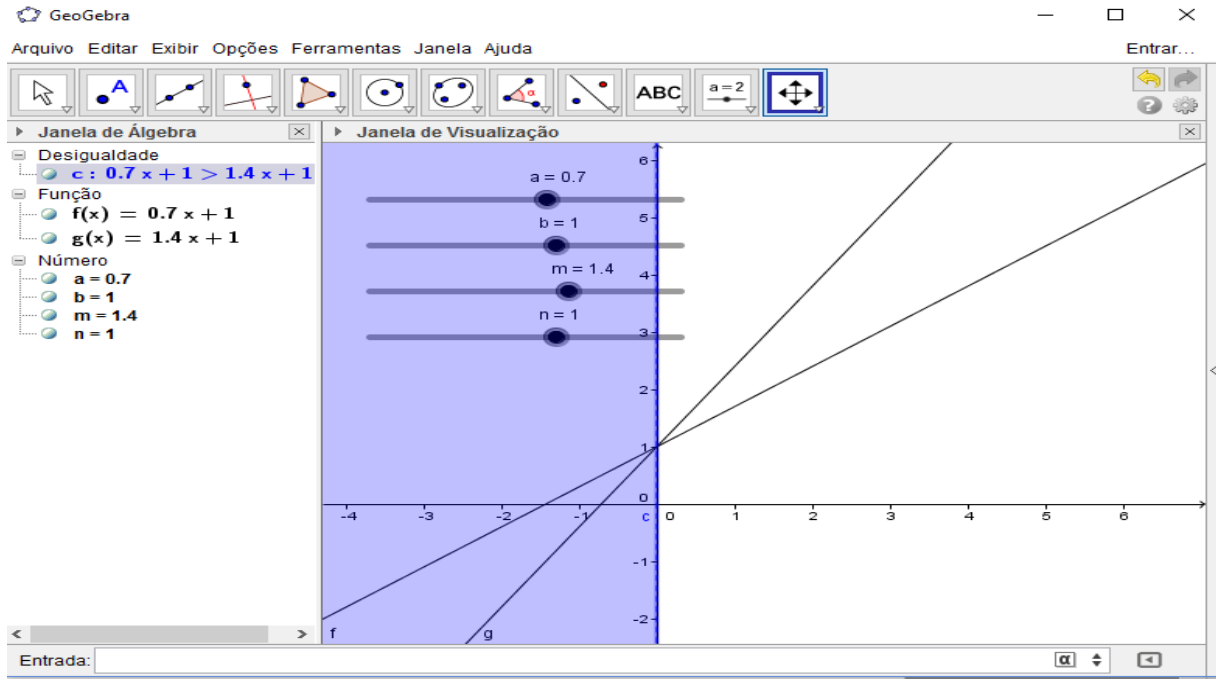 GeoGebra
Arquivo Editar Exibir Opções Ferramentas Janela Ajuda
Entrar...
A
α
ABC
a = 2
Janela de Álgebra
Janela de Visualização
Desigualdade
c : 0.7 x + 1 > 1.4 x + 1
Função
f(x) = 0.7 x + 1
g(x) = 1.4 x + 1
Número
a = 0.7
b = 1
m = 1.4
n = 1
a = 0.7
b = 1
m = 1.4
n = 1
6
5
4
3
2
1
0
-4 -3 -2 -1 c 0 1 2 3 4 5 6
-1
-2
f
g
Entrada:
α